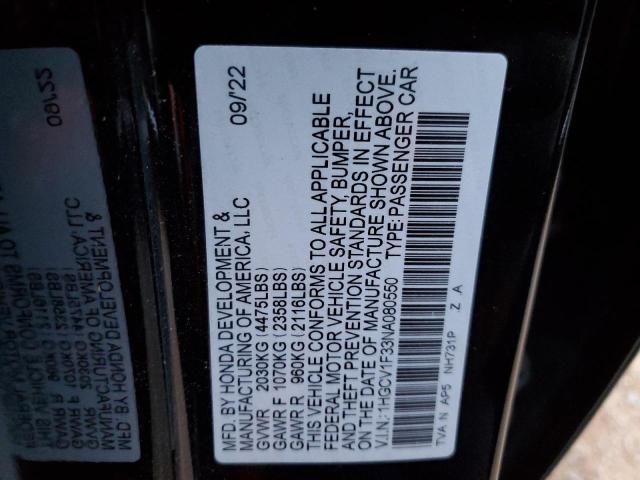 MFD. BY HONDA DEVELOPMENT & 09/22
MANUFACTURING OF AMERICA, LLC
GVWR 2030KG (4475LBS)
GAWR F 1070KG (2358LBS)
GAWR R 960KG (2116LBS)
THIS VEHICLE CONFORMS TO ALL APPLICABLE
FEDERAL MOTOR VEHICLE SAFETY, BUMPER,
AND THEFT PREVENTION STANDARDS IN EFFECT
ON THE DATE OF MANUFACTURE SHOWN ABOVE.
V.I.N.: 1HGCV1F33NA080550 TYPE: PASSENGER CAR
TVA N AP5 NH731P Z A